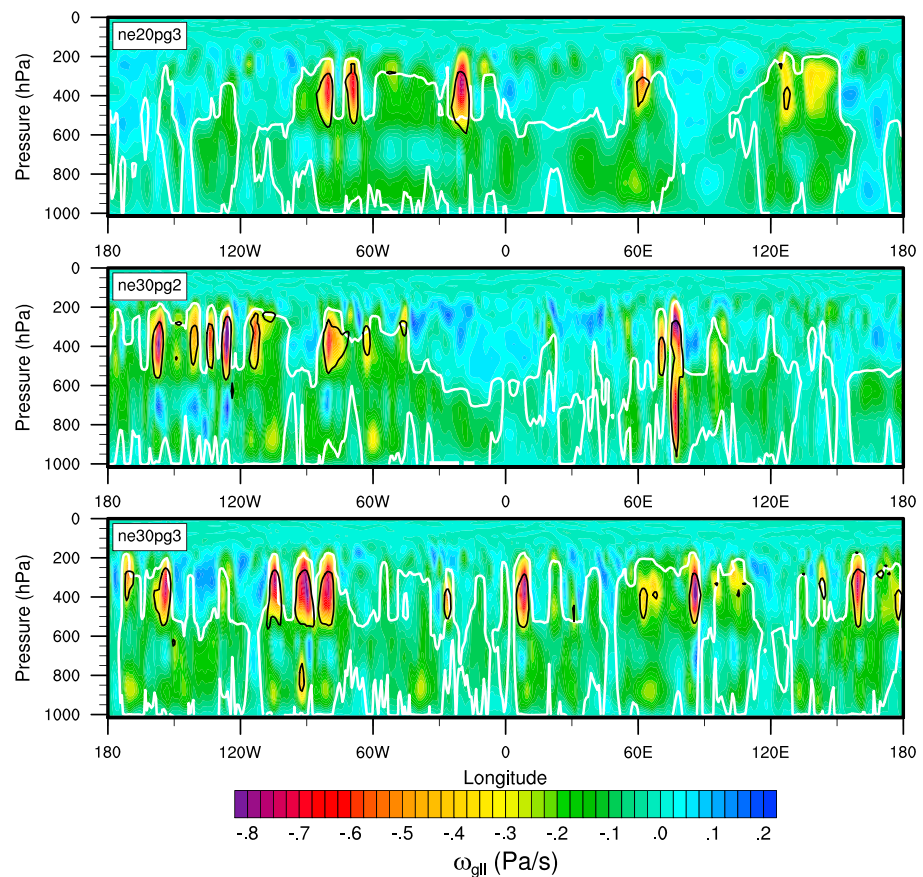 ne20pg3
Pressure (hPa)
0
200
400
600
800
1000
180 120W 60W 0 60E 120E 180
ne30pg2
Pressure (hPa)
0
200
400
600
800
1000
180 120W 60W 0 60E 120E 180
ne30pg3
Pressure (hPa)
0
200
400
600
800
1000
180 120W 60W 0 60E 120E 180
Longitude
-.8 -.7 -.6 -.5 -.4 -.3 -.2 -.1 .0 .1 .2
ωgll (Pa/s)